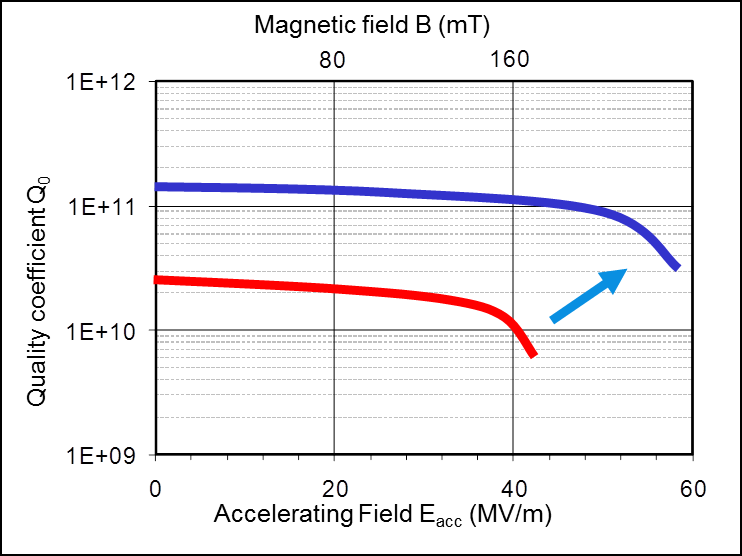 Magnetic field B (mT)
80 160
1E+12
1E+11
1E+10
1E+09
Quality coefficient Q₀
0 20 40 60
Accelerating Field Eacc (MV/m)